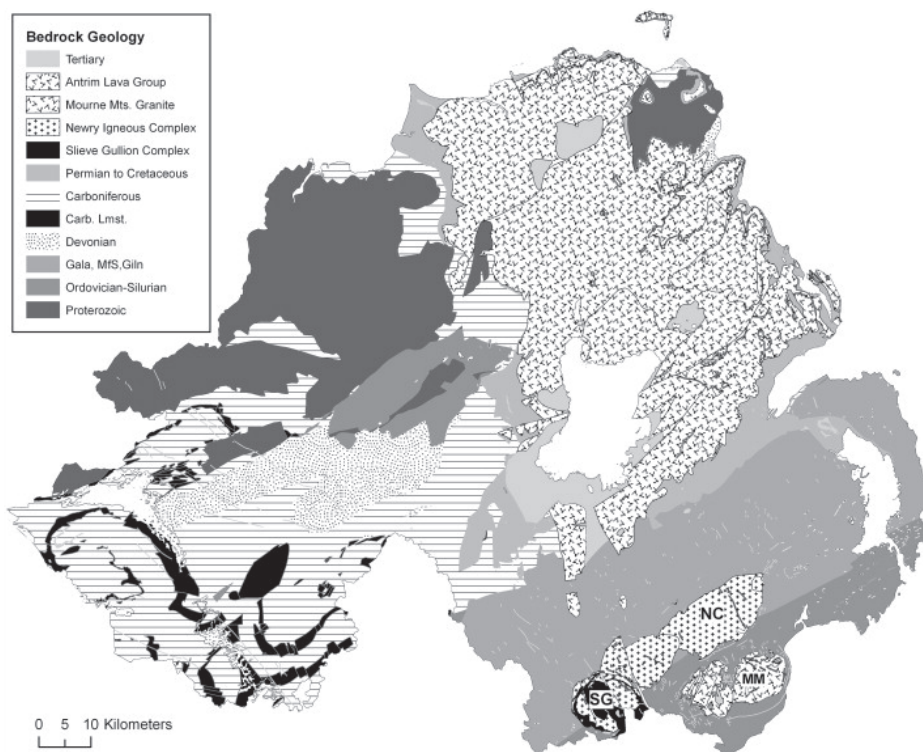 Bedrock Geology
Tertiary
Antrim Lava Group
Mourne Mts. Granite
Newry Igneous Complex
Slieve Gullion Complex
Permian to Cretaceous
Carboniferous
Carb. Lmst.
Devonian
Gala, MfS,Giln
Ordovician-Silurian
Proterozoic
NC
MM
SG
0 5 10 Kilometers